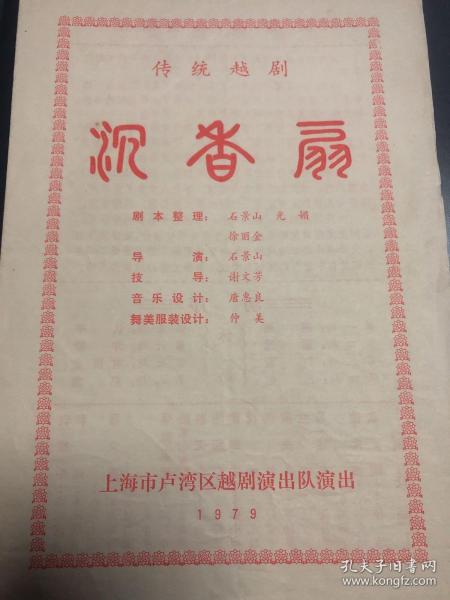 传统越剧
沉香扇
剧本整理：石景山 光媚
徐丽金
导演：石景山
技导：谢文芳
音乐设计：唐忠良
舞美服装设计：仲美
上海市卢湾区越剧演出队演出
1979
孔夫子旧书网
www.kongfz.com